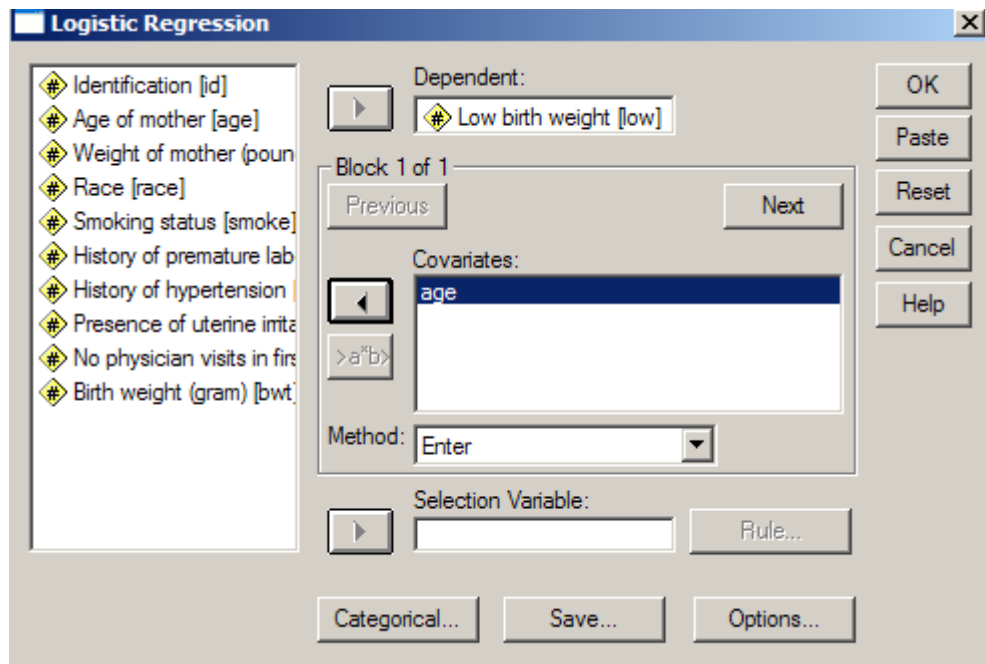 Logistic Regression
Identification [id]
Age of mother [age]
Weight of mother (poun
Race [race]
Smoking status [smoke]
History of premature lab
History of hypertension [
Presence of uterine irrita
No physician visits in firs
Birth weight (gram) [bwt]
Dependent:
Low birth weight [low]
Block 1 of 1
Previous
Next
Covariates:
age
>a*b>
Method:
Enter
Selection Variable:
Rule...
Categorical...
Save...
Options...
OK
Paste
Reset
Cancel
Help